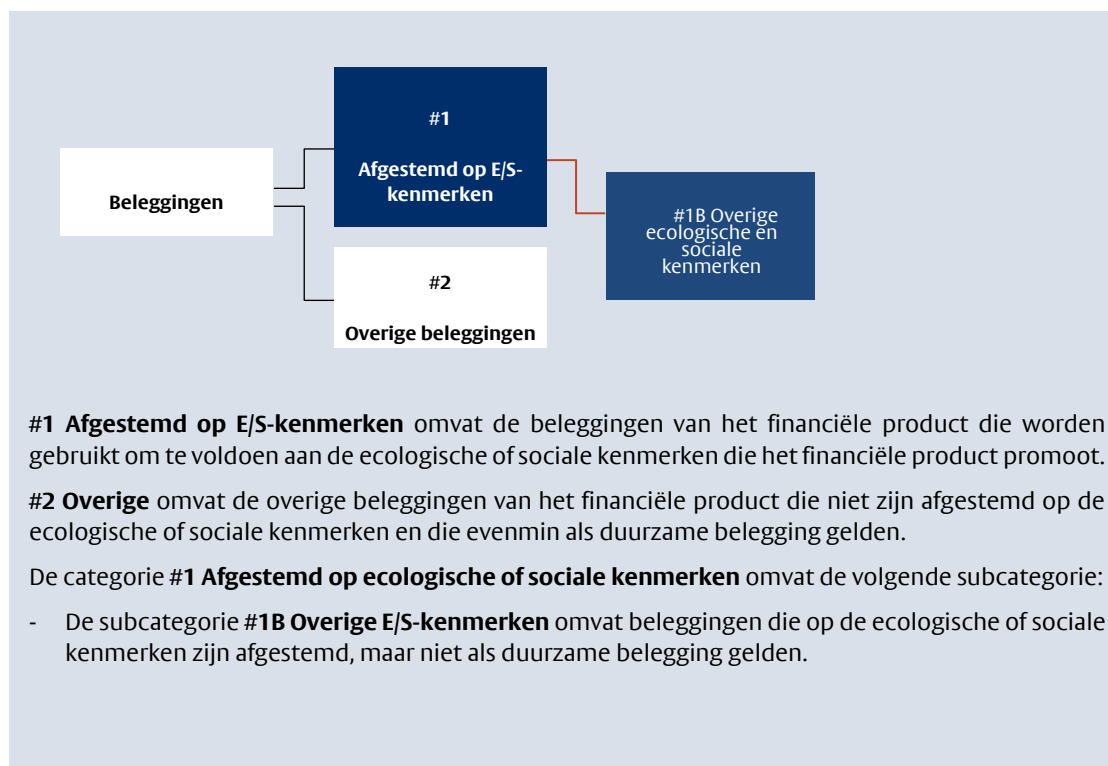 #1
Afgestemd op E/S-
kenmerken
Beleggingen
#1B Overige
ecologische en
sociale
kenmerken
#2
Overige beleggingen
#1 Afgestemd op E/S-kenmerken omvat de beleggingen van het financiële product die worden
gebruikt om te voldoen aan de ecologische of sociale kenmerken die het financiële product promoot.
#2 Overige omvat de overige beleggingen van het financiële product die niet zijn afgestemd op de
ecologische of sociale kenmerken en die evenmin als duurzame belegging gelden.
De categorie #1 Afgestemd op ecologische of sociale kenmerken omvat de volgende subcategorie:
- De subcategorie #1B Overige E/S-kenmerken omvat beleggingen die op de ecologische of sociale
kenmerken zijn afgestemd, maar niet als duurzame belegging gelden.